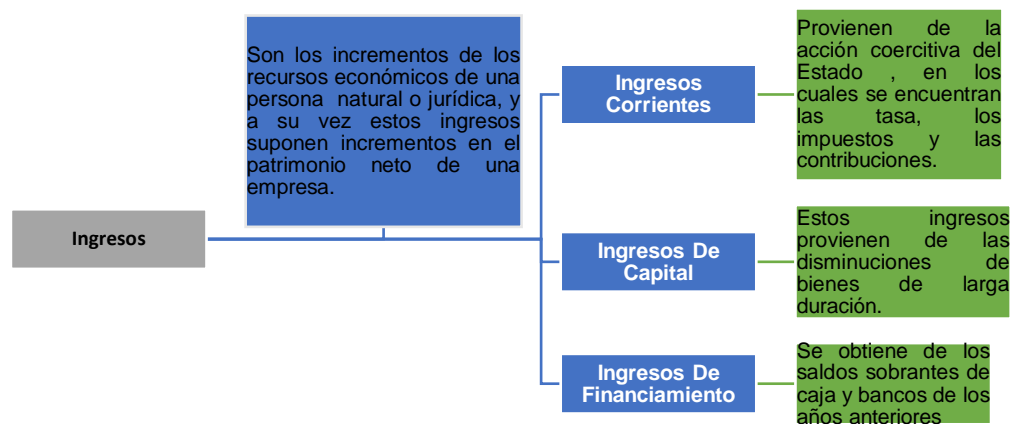 Ingresos
Son los incrementos de los
recursos económicos de una
persona natural o jurídica, y
a su vez estos ingresos
suponen incrementos en el
patrimonio neto de una
empresa.
Ingresos
Corrientes
Provienen de la
acción coercitiva del
Estado , en los
cuales se encuentran
las tasa, los
impuestos y las
contribuciones.
Ingresos De
Capital
Estos ingresos
provienen de las
disminuciones de
bienes de larga
duración.
Ingresos De
Financiamiento
Se obtiene de los
saldos sobrantes de
caja y bancos de los
años anteriores